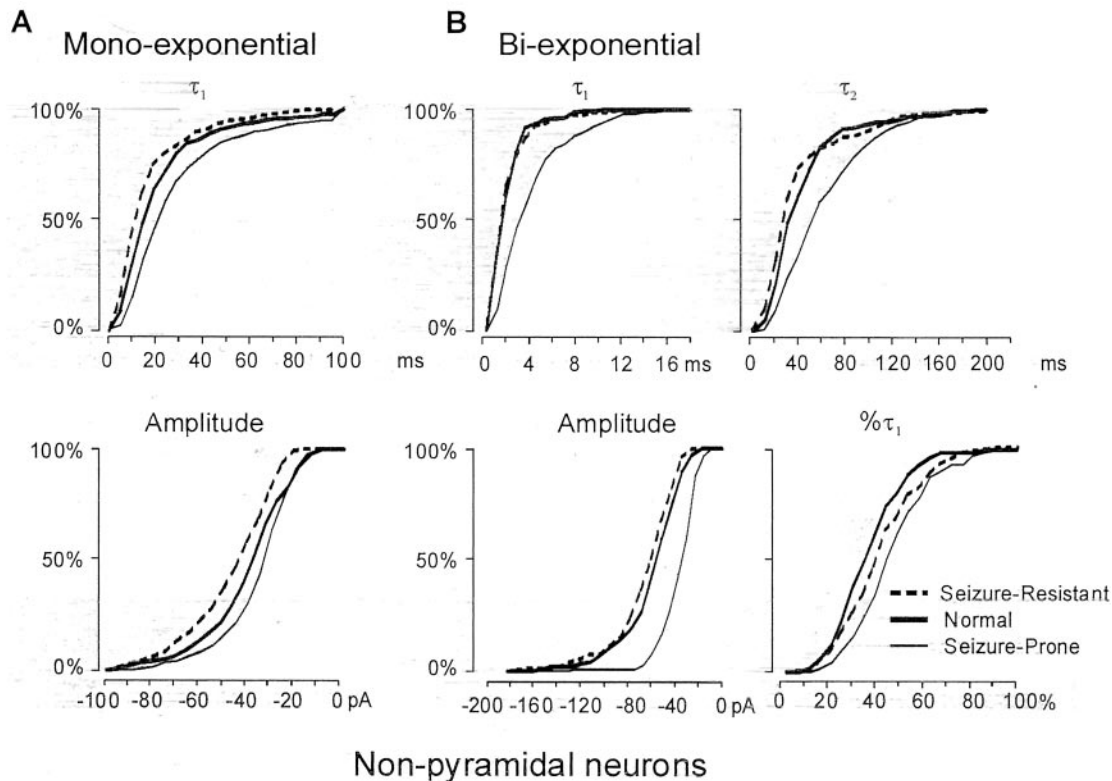 A
Mono-exponential
B
Bi-exponential
τ1
100%
50%
0%
0 20 40 60 80 100 ms
τ1
100%
50%
0%
0 4 8 12 16 ms
τ2
0 40 80 120 160 200 ms
Amplitude
100%
50%
0%
-100 -80 -60 -40 -20 0 pA
Amplitude
100%
50%
0%
-200 -160 -120 -80 -40 0 pA
%τ1
0 20 40 60 80 100%
Seizure-Resistant
Normal
Seizure-Prone
Non-pyramidal neurons